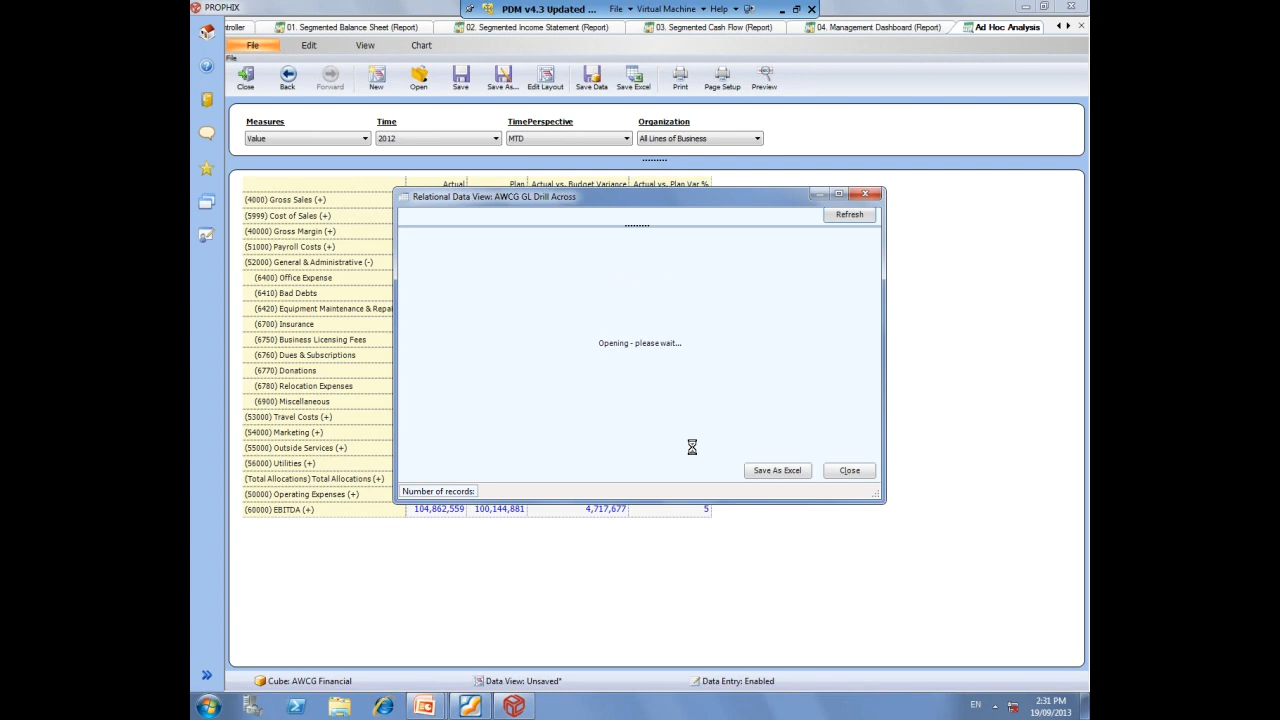 PROPHIX
PDM v4.3 Updated ... File Virtual Machine Help
ntroller 01. Segmented Balance Sheet (Report) 02. Segmented Income Statement (Report) 03. Segmented Cash Flow (Report) 04. Management Dashboard (Report) Ad Hoc Analysis
File Edit View Chart
File
Close Back Forward New Open Save Save As... Edit Layout Save Data Save Excel Print Page Setup Preview
Measures Time TimePerspective Organization
Value 2012 MTD All Lines of Business
Actual Plan Actual vs. Budget Variance Actual vs. Plan Var %
Relational Data View: AWCG GL Drill Across
Refresh
(4000) Gross Sales (+)
(5999) Cost of Sales (+)
(40000) Gross Margin (+)
(51000) Payroll Costs (+)
(52000) General & Administrative (-)
(6400) Office Expense
(6410) Bad Debts
(6420) Equipment Maintenance & Repai
(6700) Insurance
(6750) Business Licensing Fees
(6760) Dues & Subscriptions
(6770) Donations
(6780) Relocation Expenses
(6900) Miscellaneous
(53000) Travel Costs (+)
(54000) Marketing (+)
(55000) Outside Services (+)
(56000) Utilities (+)
(Total Allocations) Total Allocations (+)
(50000) Operating Expenses (+)
(60000) EBITDA (+) 104,862,559 100,144,881 4,717,677 5
Opening - please wait...
Save As Excel Close
Number of records:
Cube: AWCG Financial Data View: Unsaved* Data Entry: Enabled
EN 2:31 PM
19/09/2013